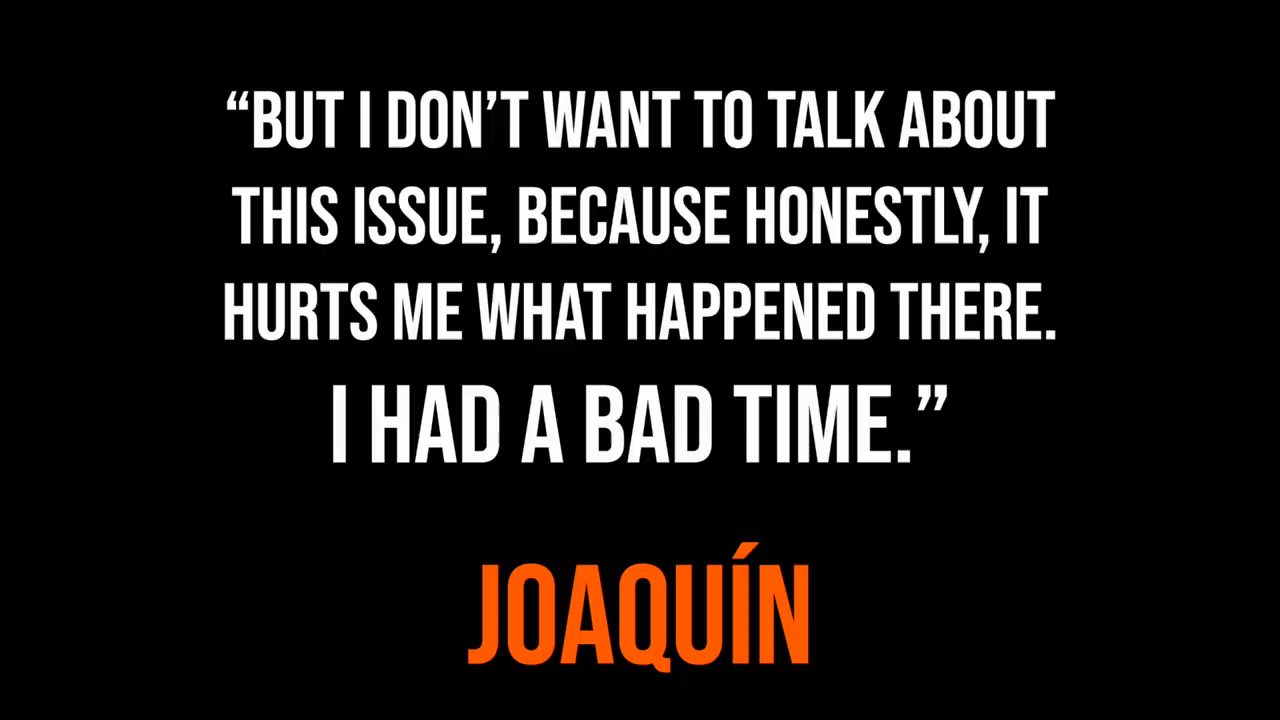 “BUT I DON’T WANT TO TALK ABOUT
THIS ISSUE, BECAUSE HONESTLY, IT
HURTS ME WHAT HAPPENED THERE.
I HAD A BAD TIME.”
JOAQUÍN